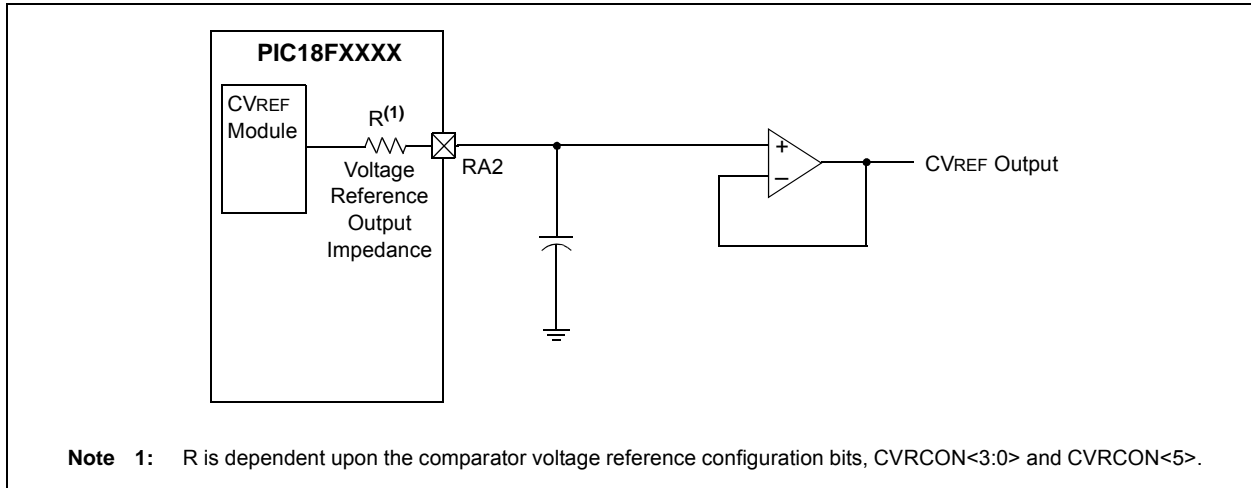 PIC18FXXXX
CVREF
Module
R(1)
Voltage
Reference
Output
Impedance
RA2
+
–
CVREF Output
Note 1: R is dependent upon the comparator voltage reference configuration bits, CVRCON<3:0> and CVRCON<5>.